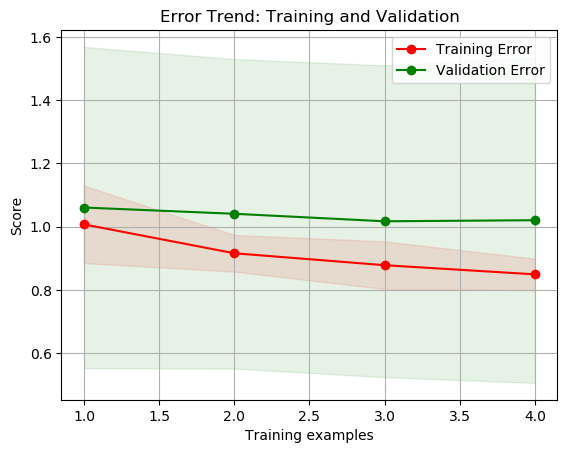 Error Trend: Training and Validation
Training Error
Validation Error
1.6
1.4
1.2
1.0
0.8
0.6
Score
1.0
1.5
2.0
2.5
3.0
3.5
4.0
Training examples